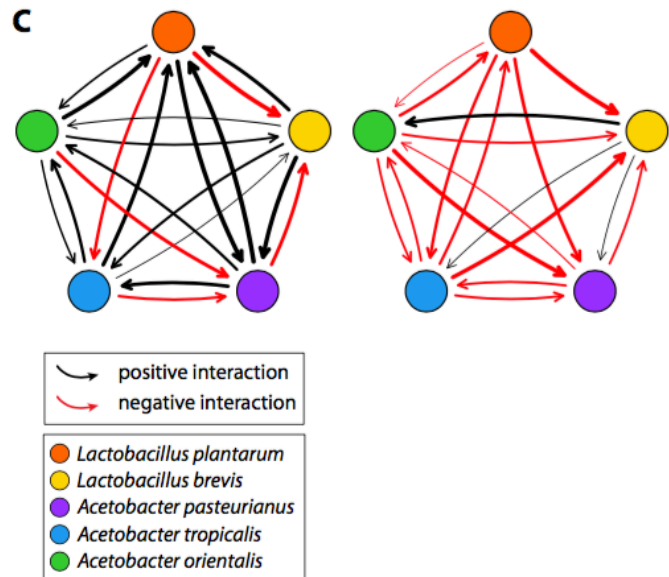 C
positive interaction
negative interaction
Lactobacillus plantarum
Lactobacillus brevis
Acetobacter pasteurianus
Acetobacter tropicalis
Acetobacter orientalis